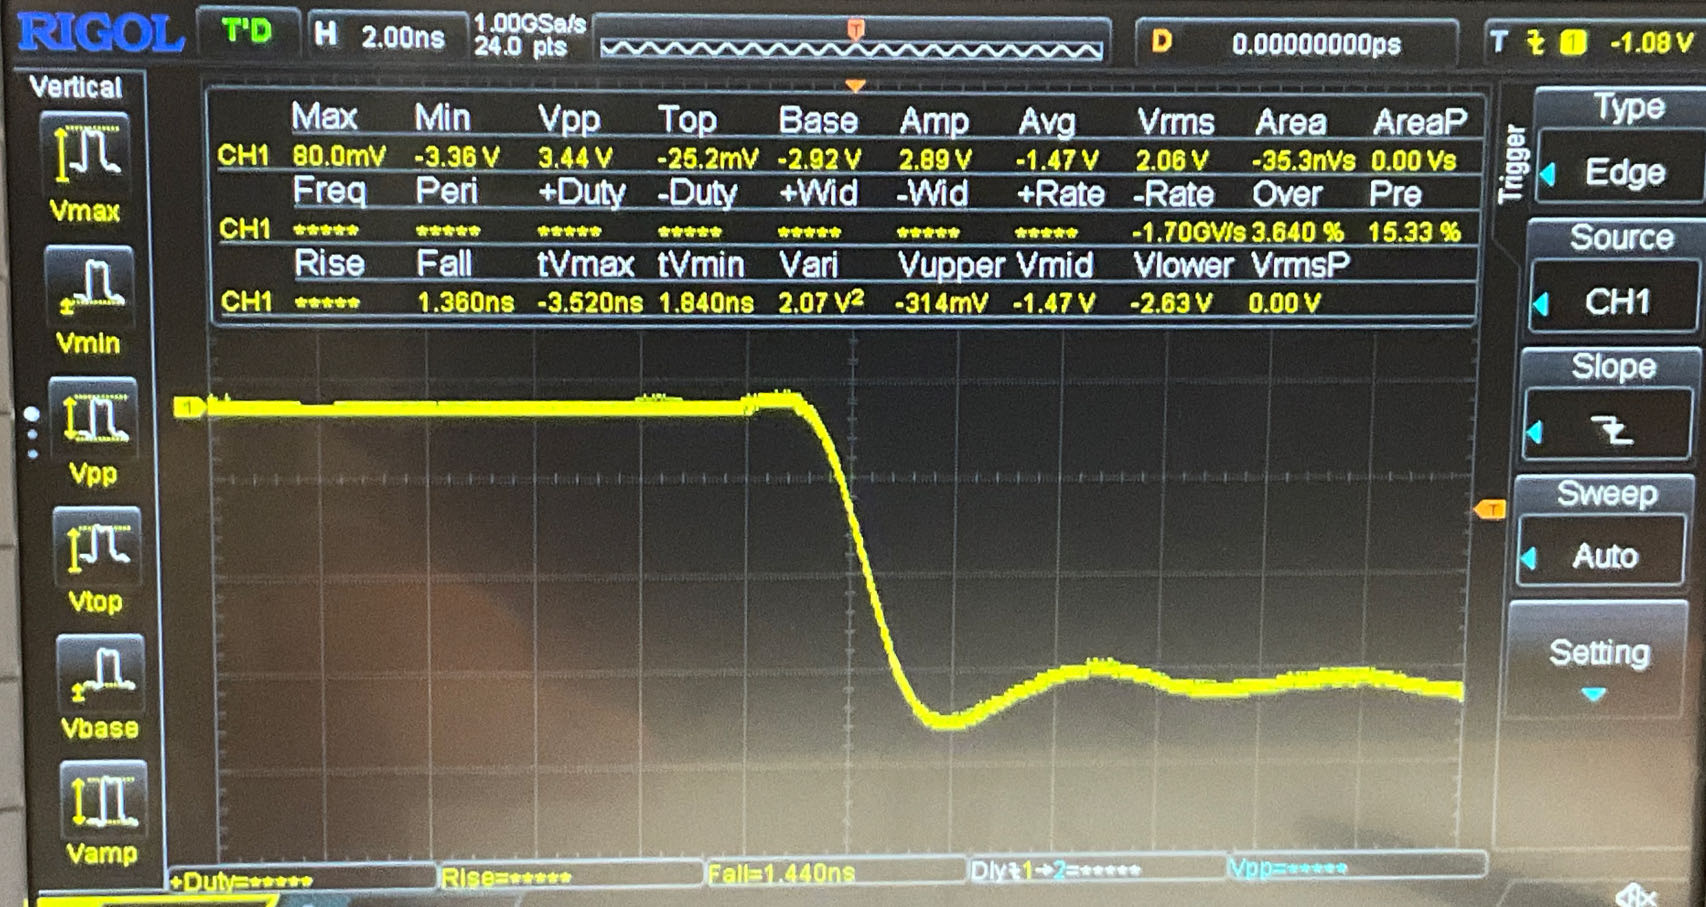 RIGOL T'D H 2.00ns 1.00GSa/s D 0.00000000ps T 1 -1.08 V
24.0 pts
T
Vertical
Vmax
Vmin
Vpp
Vtop
Vbase
Vamp
Max Min Vpp Top Base Amp Avg Vrms Area AreaP
CH1 80.0mV -3.36 V 3.44 V -25.2mV -2.92 V 2.89 V -1.47 V 2.06 V -35.3nVs 0.00 Vs
Freq Peri +Duty -Duty +Wid -Wid +Rate -Rate Over Pre
CH1 ***** ***** ***** ***** ***** ***** ***** -1.70GV/s 3.640 % 15.33 %
Rise Fall tVmax tVmin Vari Vupper Vmid Vlower VrmsP
CH1 ***** 1.360ns -3.520ns 1.840ns 2.07 V² -314mV -1.47 V -2.63 V 0.00 V
1
T
Trigger
Type
Edge
Source
CH1
Slope
Sweep
Auto
Setting
+Duty=***** Rise=***** Fall=1.440ns Dly1→2=***** Vpp=*****